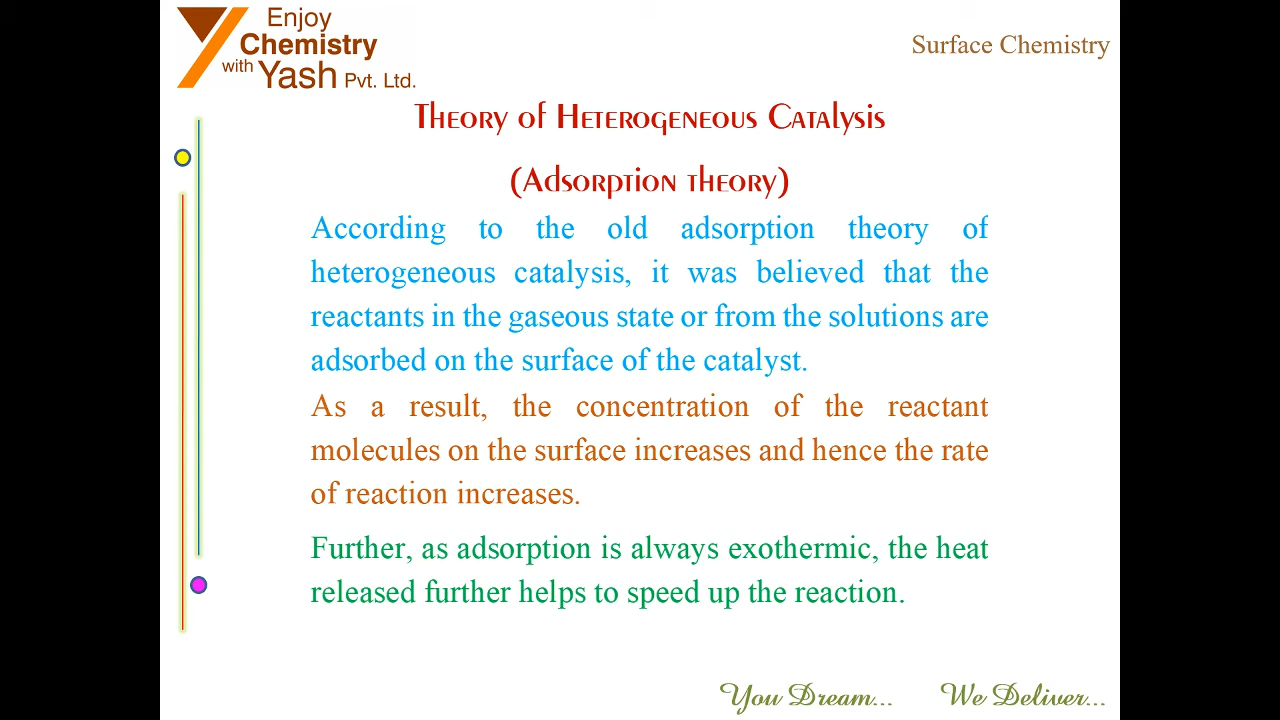 Enjoy
Chemistry
with Yash Pvt. Ltd.
Surface Chemistry
Theory of Heterogeneous Catalysis
(Adsorption theory)
According to the old adsorption theory of
heterogeneous catalysis, it was believed that the
reactants in the gaseous state or from the solutions are
adsorbed on the surface of the catalyst.
As a result, the concentration of the reactant
molecules on the surface increases and hence the rate
of reaction increases.
Further, as adsorption is always exothermic, the heat
released further helps to speed up the reaction.
You Dream... We Deliver...